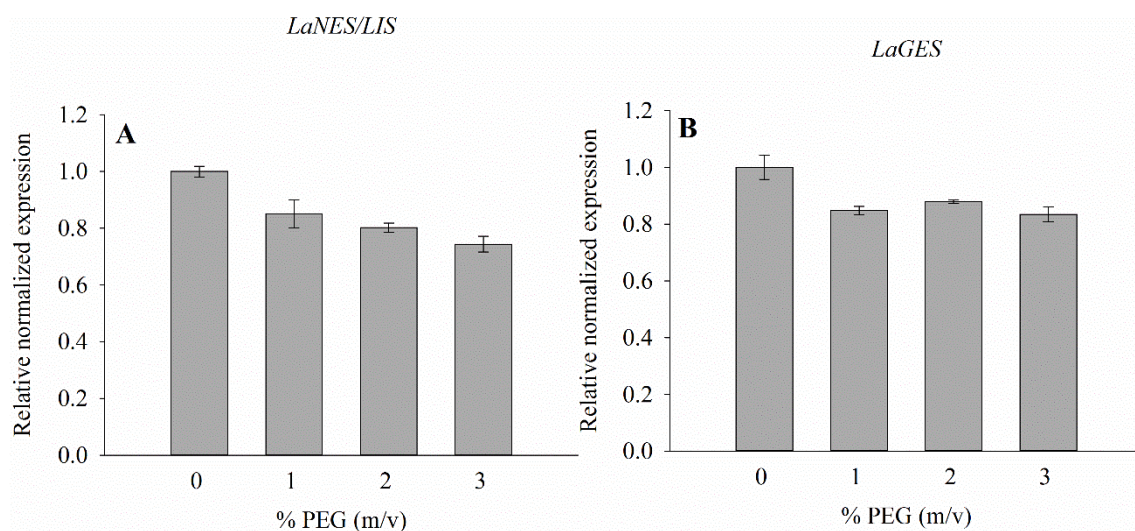 LaNES/LIS
A
Relative normalized expression
1.2
1.0
0.8
0.6
0.4
0.2
0.0
0 1 2 3
% PEG (m/v)
LaGES
B
Relative normalized expression
1.2
1.0
0.8
0.6
0.4
0.2
0.0
0 1 2 3
% PEG (m/v)